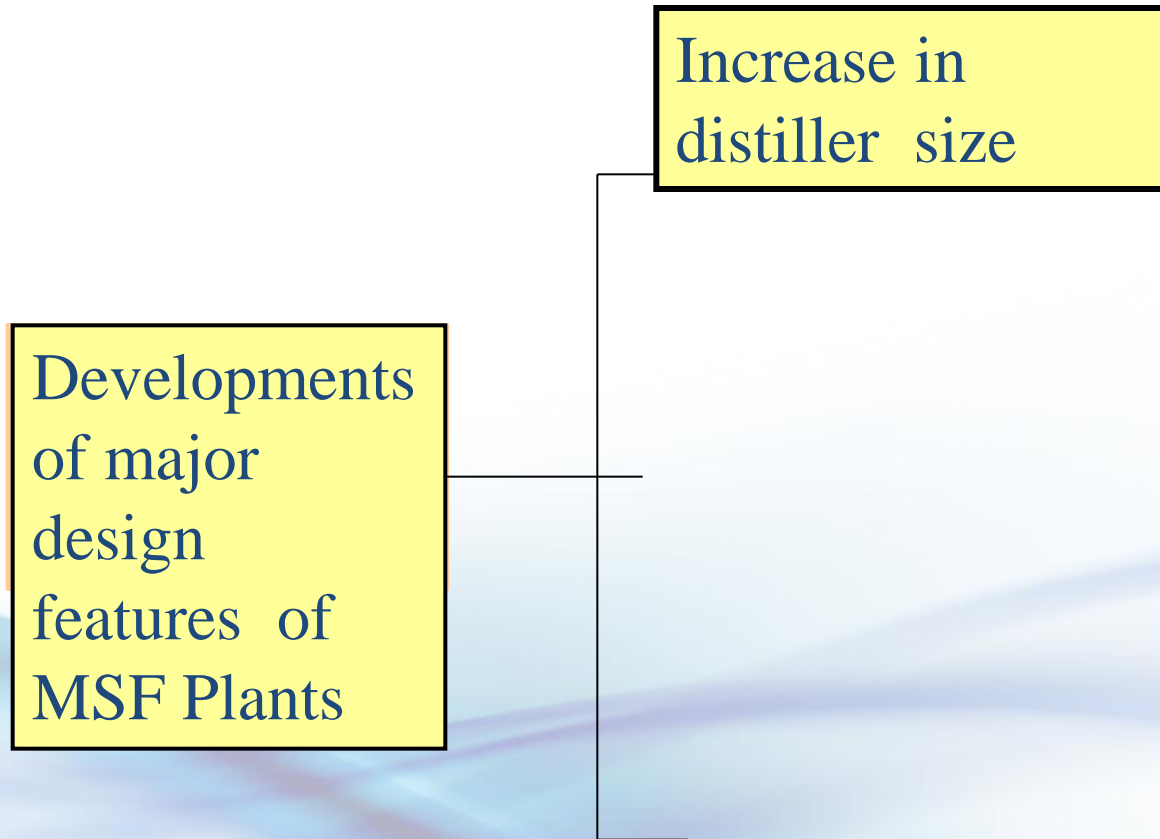 Increase in
distiller size
Developments
of major
design
features of
MSF Plants